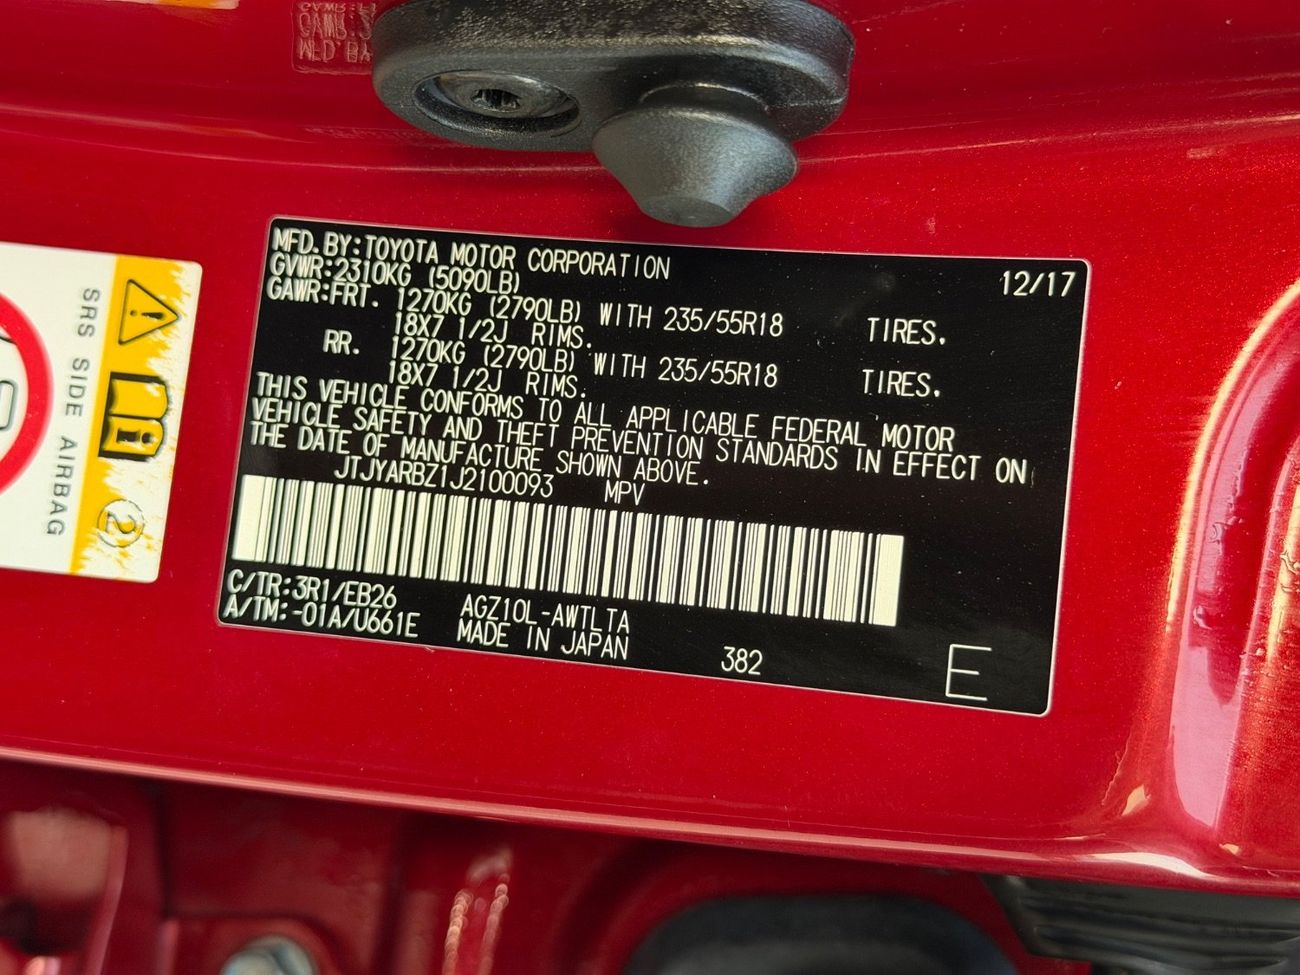 MFD. BY: TOYOTA MOTOR CORPORATION 12/17
GVWR: 2310KG (5090LB)
GAWR: FRT. 1270KG (2790LB) WITH 235/55R18 TIRES.
18X7 1/2J RIMS.
RR. 1270KG (2790LB) WITH 235/55R18 TIRES.
18X7 1/2J RIMS.
THIS VEHICLE CONFORMS TO ALL APPLICABLE FEDERAL MOTOR
VEHICLE SAFETY AND THEFT PREVENTION STANDARDS IN EFFECT ON
THE DATE OF MANUFACTURE SHOWN ABOVE.
JTJYARBZ1J2100093 MPV
C/TR: 3R1/EB26 AGZ10L-AWTLTA
A/TM: -01A/U661E MADE IN JAPAN 382 E
SRS SIDE AIRBAG
2